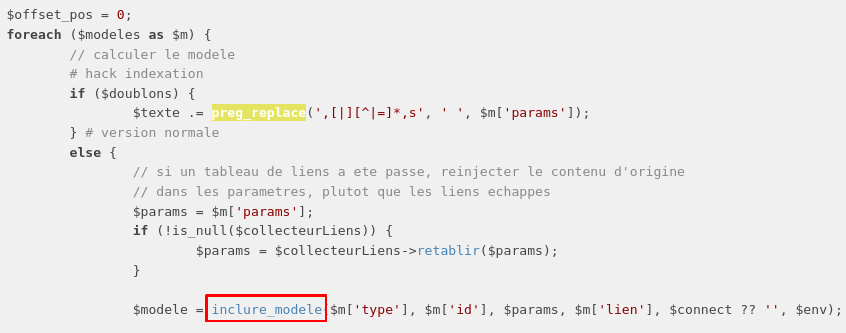 $offset_pos = 0;
foreach ($modeles as $m) {
// calculer le modele
# hack indexation
if ($doublons) {
$texte .= preg_replace(',[|][^|=]*,s', ' ', $m['params']);
} # version normale
else {
// si un tableau de liens a ete passe, reinjecter le contenu d'origine
// dans les parametres, plutot que les liens echappes
$params = $m['params'];
if (!is_null($collecteurLiens)) {
$params = $collecteurLiens->retablir($params);
}
$modele = inclure_modele($m['type'], $m['id'], $params, $m['lien'], $connect ?? '', $env);